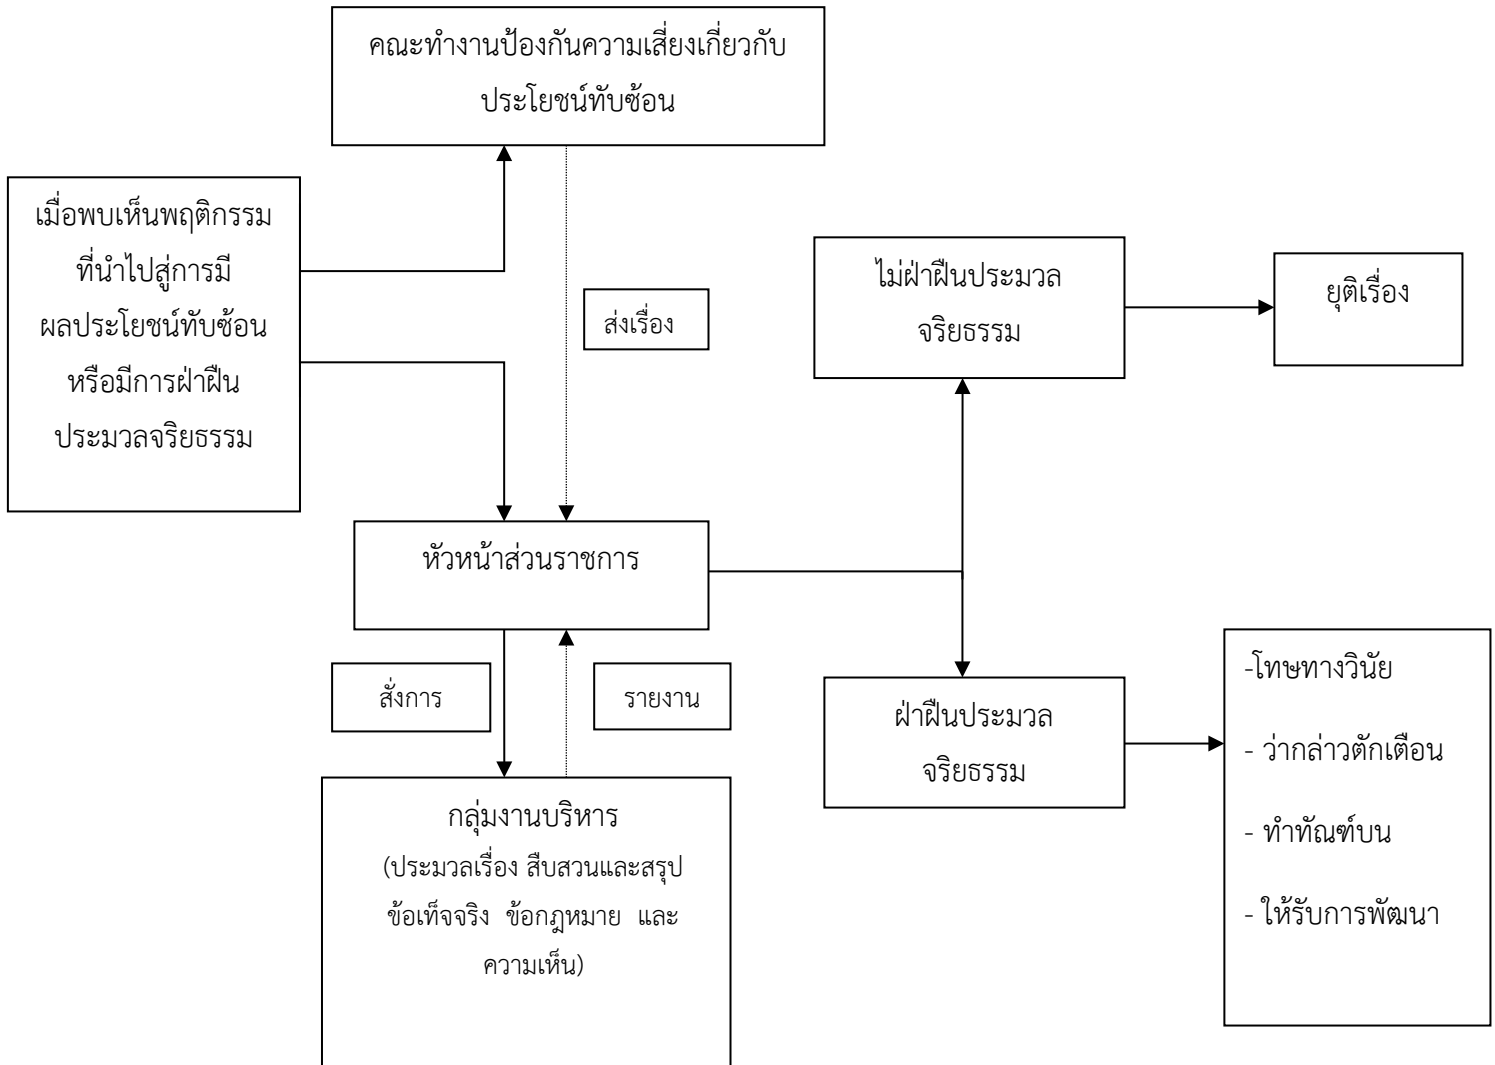 คณะทำงานป้องกันความเสี่ยงเกี่ยวกับ
ประโยชน์ทับซ้อน
เมื่อพบเห็นพฤติกรรม
ที่นำไปสู่การมี
ผลประโยชน์ทับซ้อน
หรือมีการฝ่าฝืน
ประมวลจริยธรรม
ส่งเรื่อง
ไม่ฝ่าฝืนประมวล
จริยธรรม
ยุติเรื่อง
หัวหน้าส่วนราชการ
สั่งการ
รายงาน
ฝ่าฝืนประมวล
จริยธรรม
-โทษทางวินัย
- ว่ากล่าวตักเตือน
- ทำทัณฑ์บน
- ให้รับการพัฒนา
กลุ่มงานบริหาร
(ประมวลเรื่อง สืบสวนและสรุป
ข้อเท็จจริง ข้อกฎหมาย และ
ความเห็น)